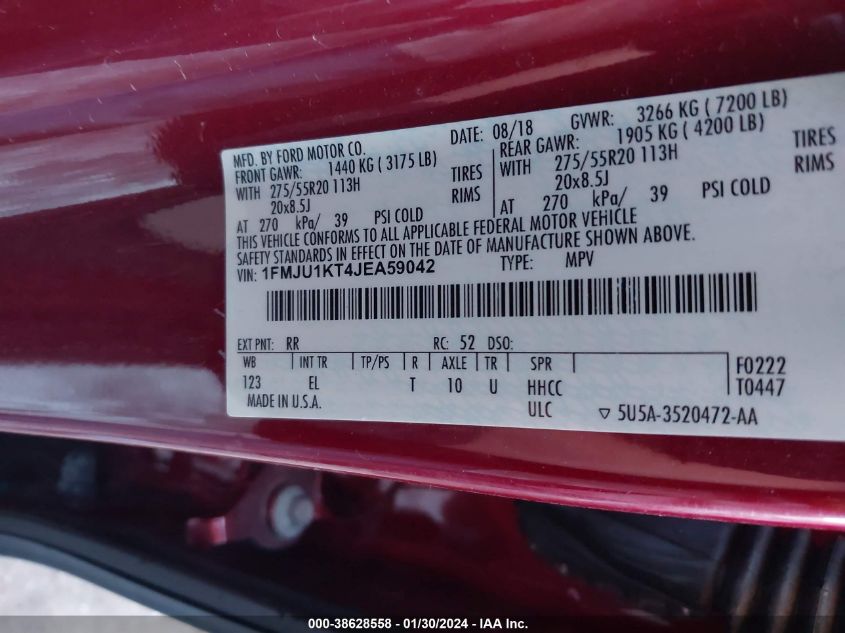 MFD. BY FORD MOTOR CO.
DATE: 08/18 GVWR: 3266 KG ( 7200 LB)
FRONT GAWR: 1440 KG ( 3175 LB)
REAR GAWR: 1905 KG ( 4200 LB)
WITH 275/55R20 113H TIRES
275/55R20 113H TIRES
20x8.5J RIMS
WITH 20x8.5J RIMS
AT 270 kPa/ 39 PSI COLD
AT 270 kPa/ 39 PSI COLD
THIS VEHICLE CONFORMS TO ALL APPLICABLE FEDERAL MOTOR VEHICLE
SAFETY STANDARDS IN EFFECT ON THE DATE OF MANUFACTURE SHOWN ABOVE.
VIN: 1FMJU1KT4JEA59042 TYPE: MPV
EXT PNT: RR RC: 52 DSO:
WB INT TR TP/PS R AXLE TR SPR F0222
123 EL T 10 U HHCC T0447
MADE IN U.S.A. ULC ▽ 5U5A-3520472-AA
000-38628558 - 01/30/2024 - IAA Inc.